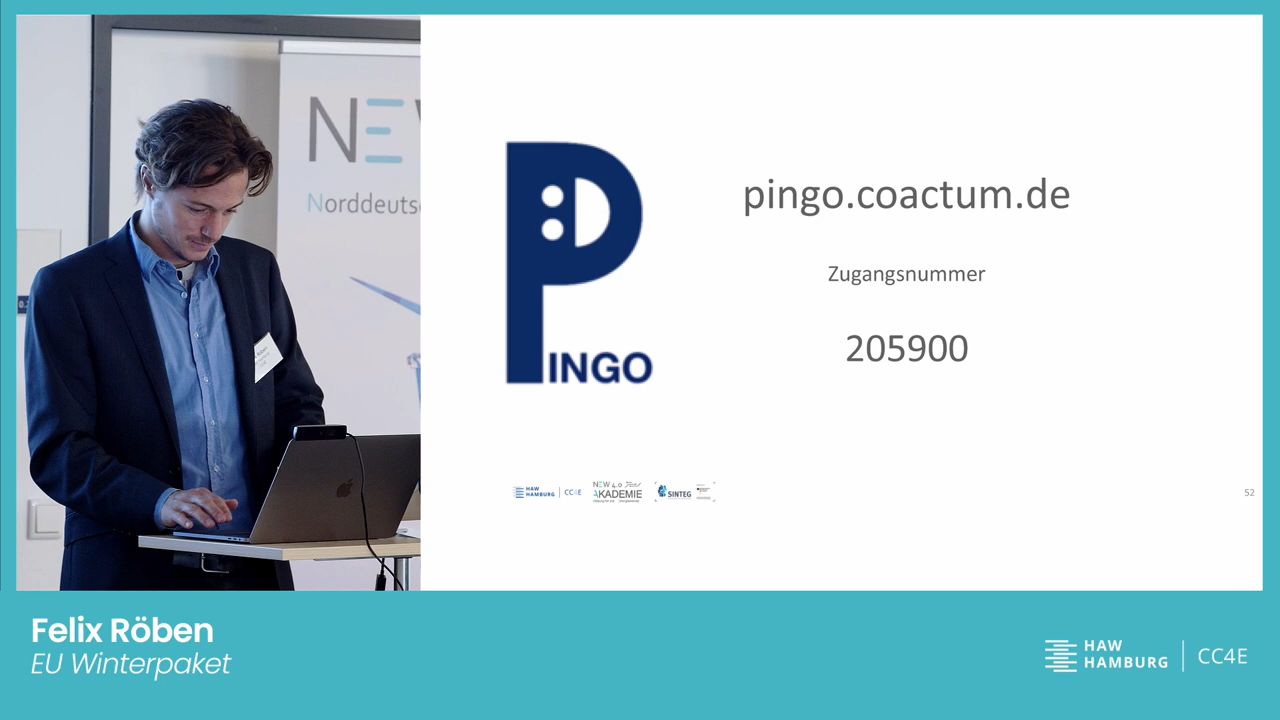 NE
Norddeuts
PINGO
pingo.coactum.de
Zugangsnummer
205900
HAW
HAMBURG
CC4E
NEW 4.0
AKADEMIE
SINTEG
52
Felix Röben
EU Winterpaket
HAW
HAMBURG
CC4E